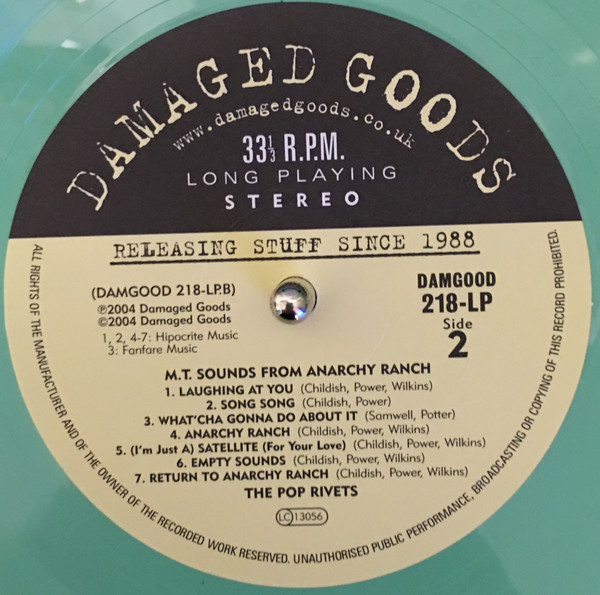 DAMAGED GOODS
www.damagedgoods.co.uk
33⅓ R.P.M.
LONG PLAYING
STEREO
RELEASING STUFF SINCE 1988
(DAMGOOD 218-LP.B)
℗2004 Damaged Goods
©2004 Damaged Goods
1, 2, 4-7: Hipocrite Music
3: Fanfare Music
DAMGOOD
218-LP
Side
2
M.T. SOUNDS FROM ANARCHY RANCH
1. LAUGHING AT YOU (Childish, Power, Wilkins)
2. SONG SONG (Childish, Power)
3. WHAT'CHA GONNA DO ABOUT IT (Samwell, Potter)
4. ANARCHY RANCH (Childish, Power, Wilkins)
5. (I'm Just A) SATELLITE (For Your Love) (Childish, Power, Wilkins)
6. EMPTY SOUNDS (Childish, Power, Wilkins)
7. RETURN TO ANARCHY RANCH (Childish, Power, Wilkins)
THE POP RIVETS
LC 13056
ALL RIGHTS OF THE MANUFACTURER AND OF THE OWNER OF THE RECORDED WORK RESERVED. UNAUTHORISED PUBLIC PERFORMANCE, BROADCASTING OR COPYING OF THIS RECORD PROHIBITED.